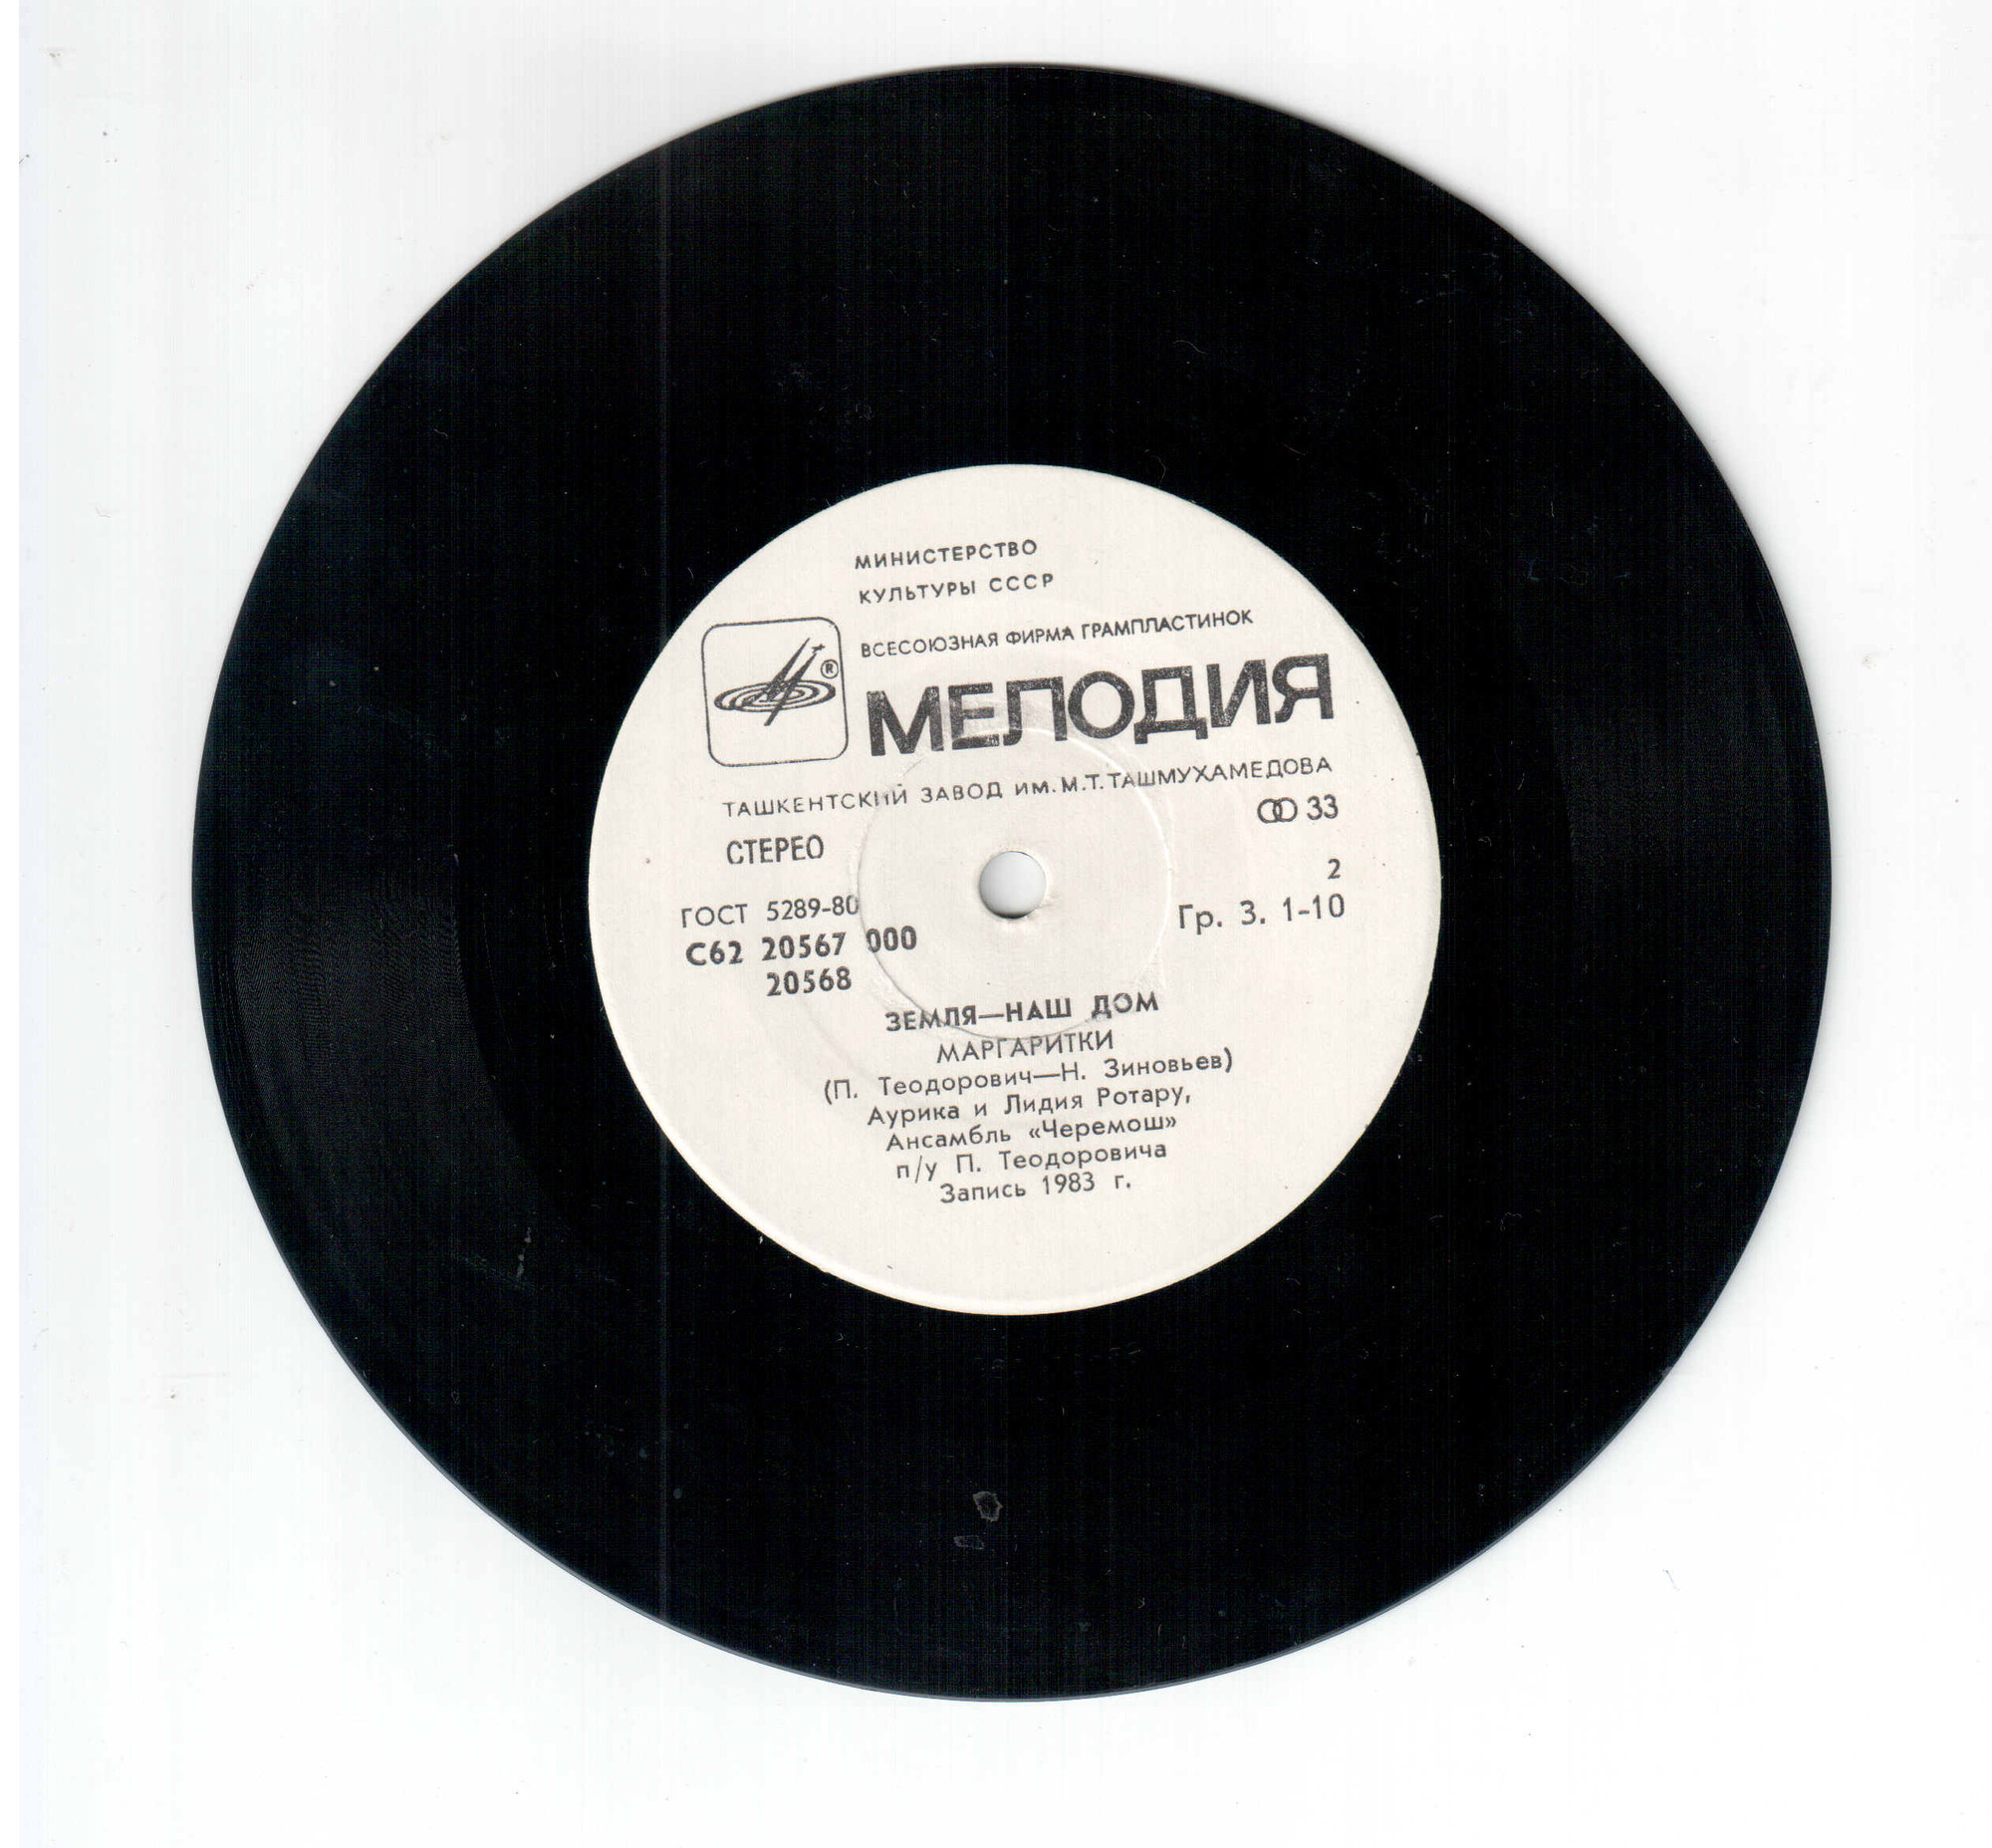 МИНИСТЕРСТВО
КУЛЬТУРЫ СССР
ВСЕСОЮЗНАЯ ФИРМА ГРАМПЛАСТИНОК
®
МЕЛОДИЯ
ТАШКЕНТСКИЙ ЗАВОД ИМ. М.Т. ТАШМУХАМЕДОВА
СТЕРЕО
33
2
ГОСТ 5289-80
Гр. 3. 1-10
С62 20567 000
20568
ЗЕМЛЯ—НАШ ДОМ
МАРГАРИТКИ
(П. Теодорович—Н. Зиновьев)
Аурика и Лидия Ротару,
Ансамбль «Черемош»
п/у П. Теодоровича
Запись 1983 г.